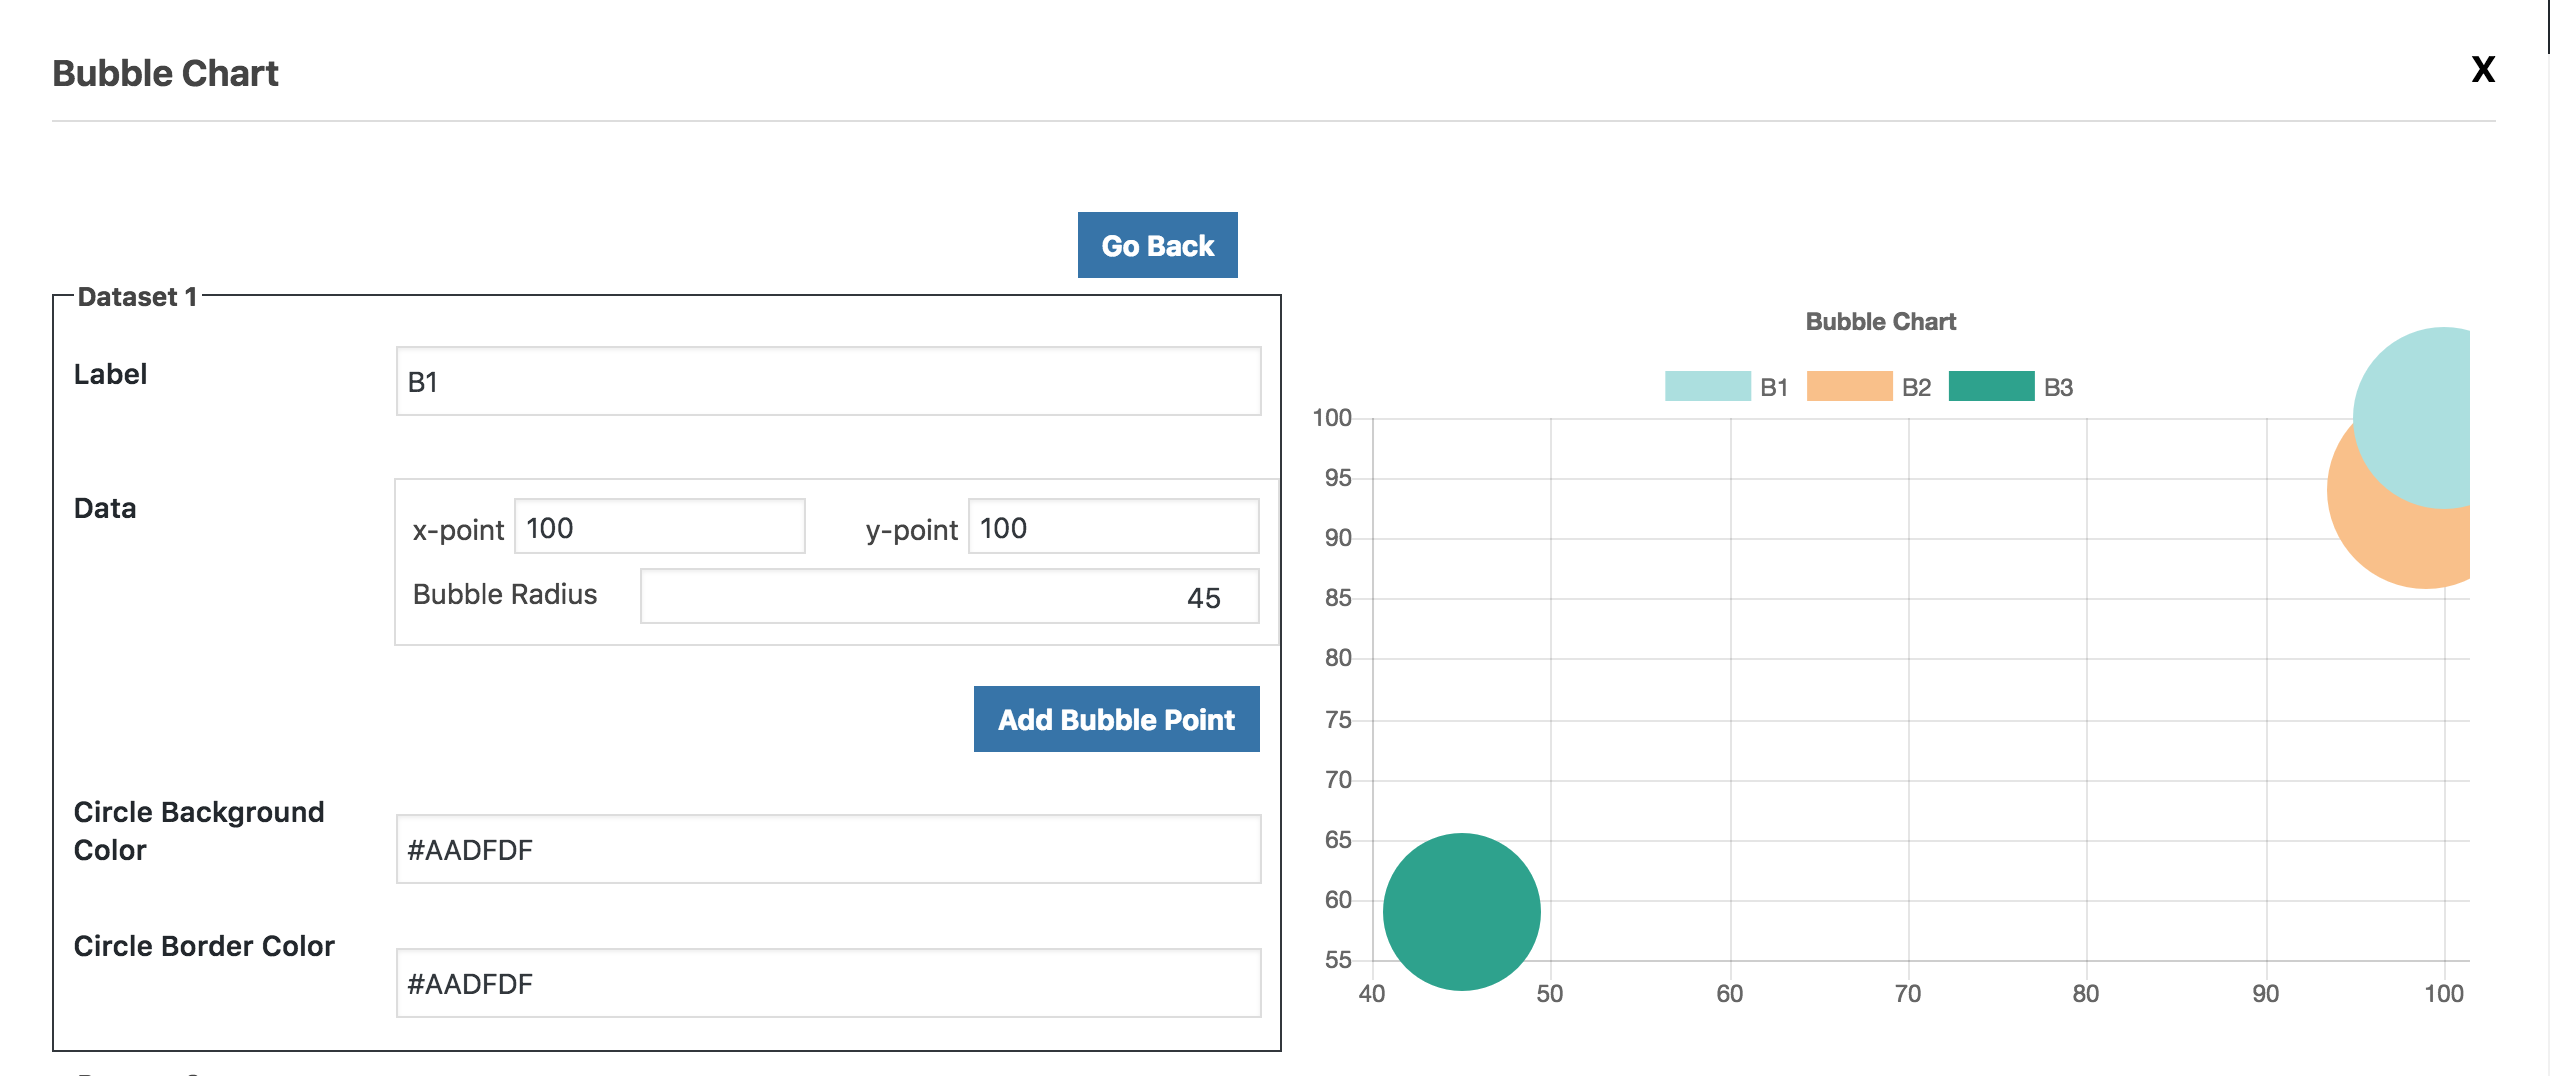 Bubble Chart
X
Go Back
Dataset 1
Label
B1
Data
x-point 100 y-point 100
Bubble Radius 45
Add Bubble Point
Circle Background
Color
#AADFDF
Circle Border Color
#AADFDF
Bubble Chart
B1 B2 B3
100
95
90
85
80
75
70
65
60
55
40 50 60 70 80 90 100